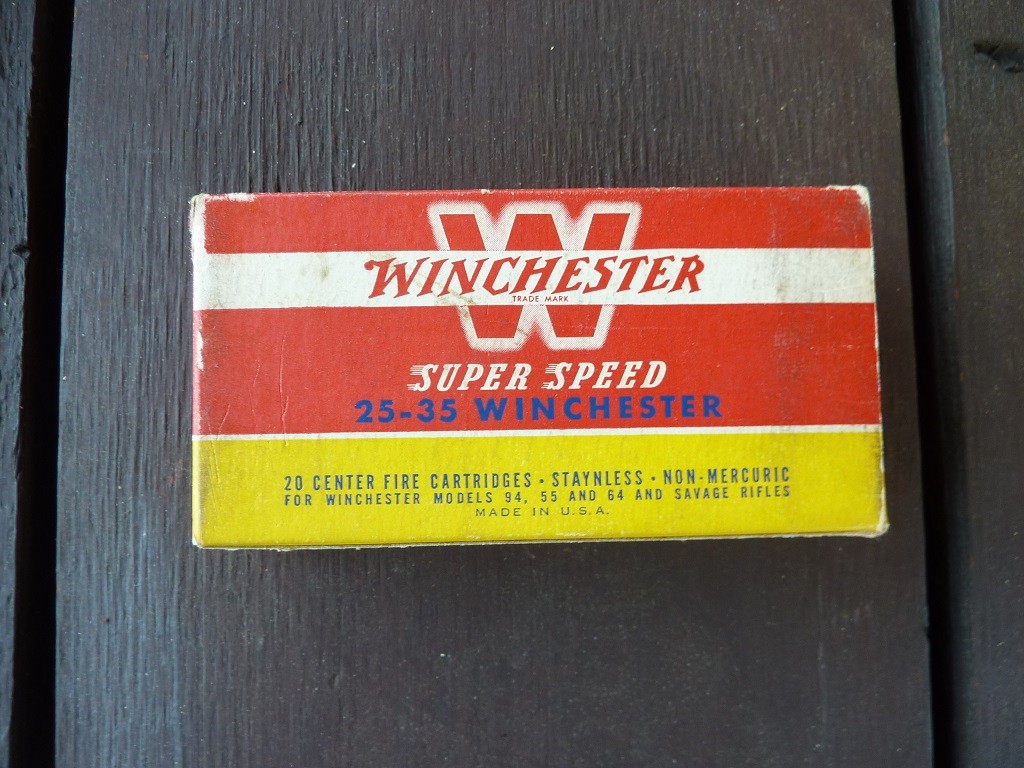 W
WINCHESTER
TRADE MARK
SUPER SPEED
25-35 WINCHESTER
20 CENTER FIRE CARTRIDGES · STAYNLESS · NON-MERCURIC
FOR WINCHESTER MODELS 94, 55 AND 64 AND SAVAGE RIFLES
MADE IN U.S.A.